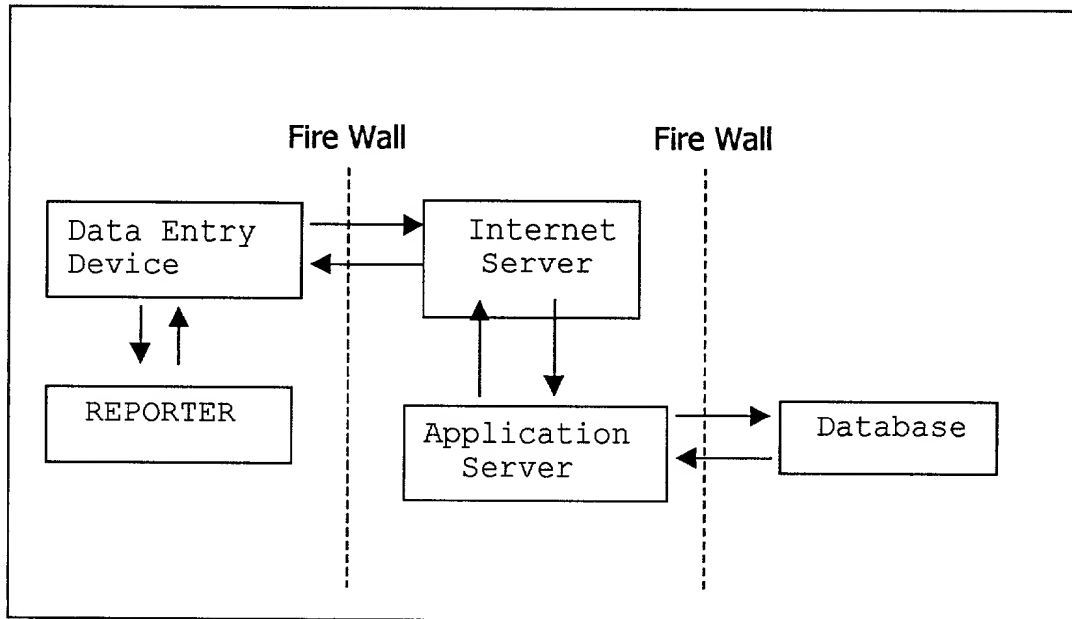 Fire Wall
Fire Wall
Data Entry
Device
Internet
Server
REPORTER
Application
Server
Database